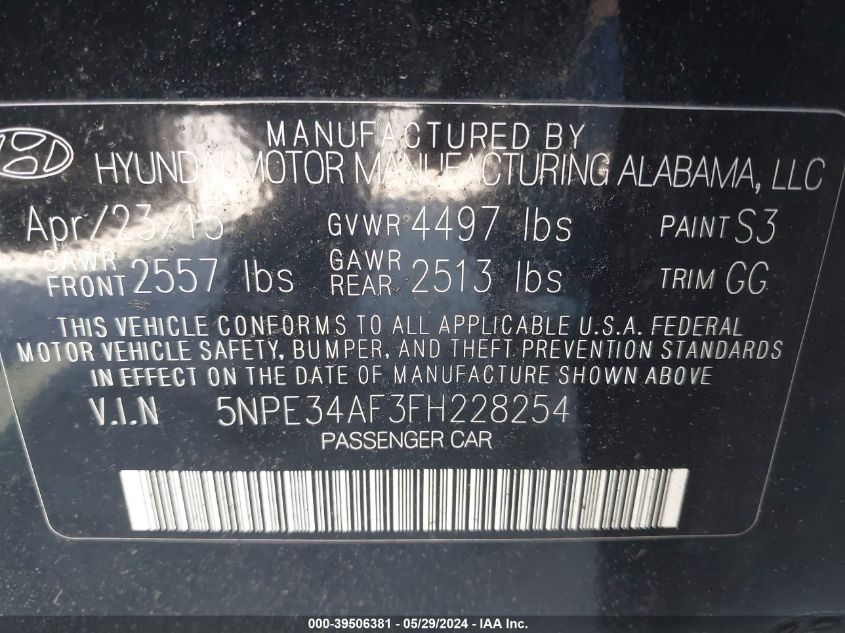 MANUFACTURED BY
HYUNDAI MOTOR MANUFACTURING ALABAMA, LLC
Apr/23/15 GVWR 4497 lbs PAINT S3
GAWR FRONT 2557 lbs GAWR REAR 2513 lbs TRIM GG
THIS VEHICLE CONFORMS TO ALL APPLICABLE U.S.A. FEDERAL
MOTOR VEHICLE SAFETY, BUMPER, AND THEFT PREVENTION STANDARDS
IN EFFECT ON THE DATE OF MANUFACTURE SHOWN ABOVE
V.I.N 5NPE34AF3FH228254
PASSENGER CAR
000-39506381 - 05/29/2024 - IAA Inc.